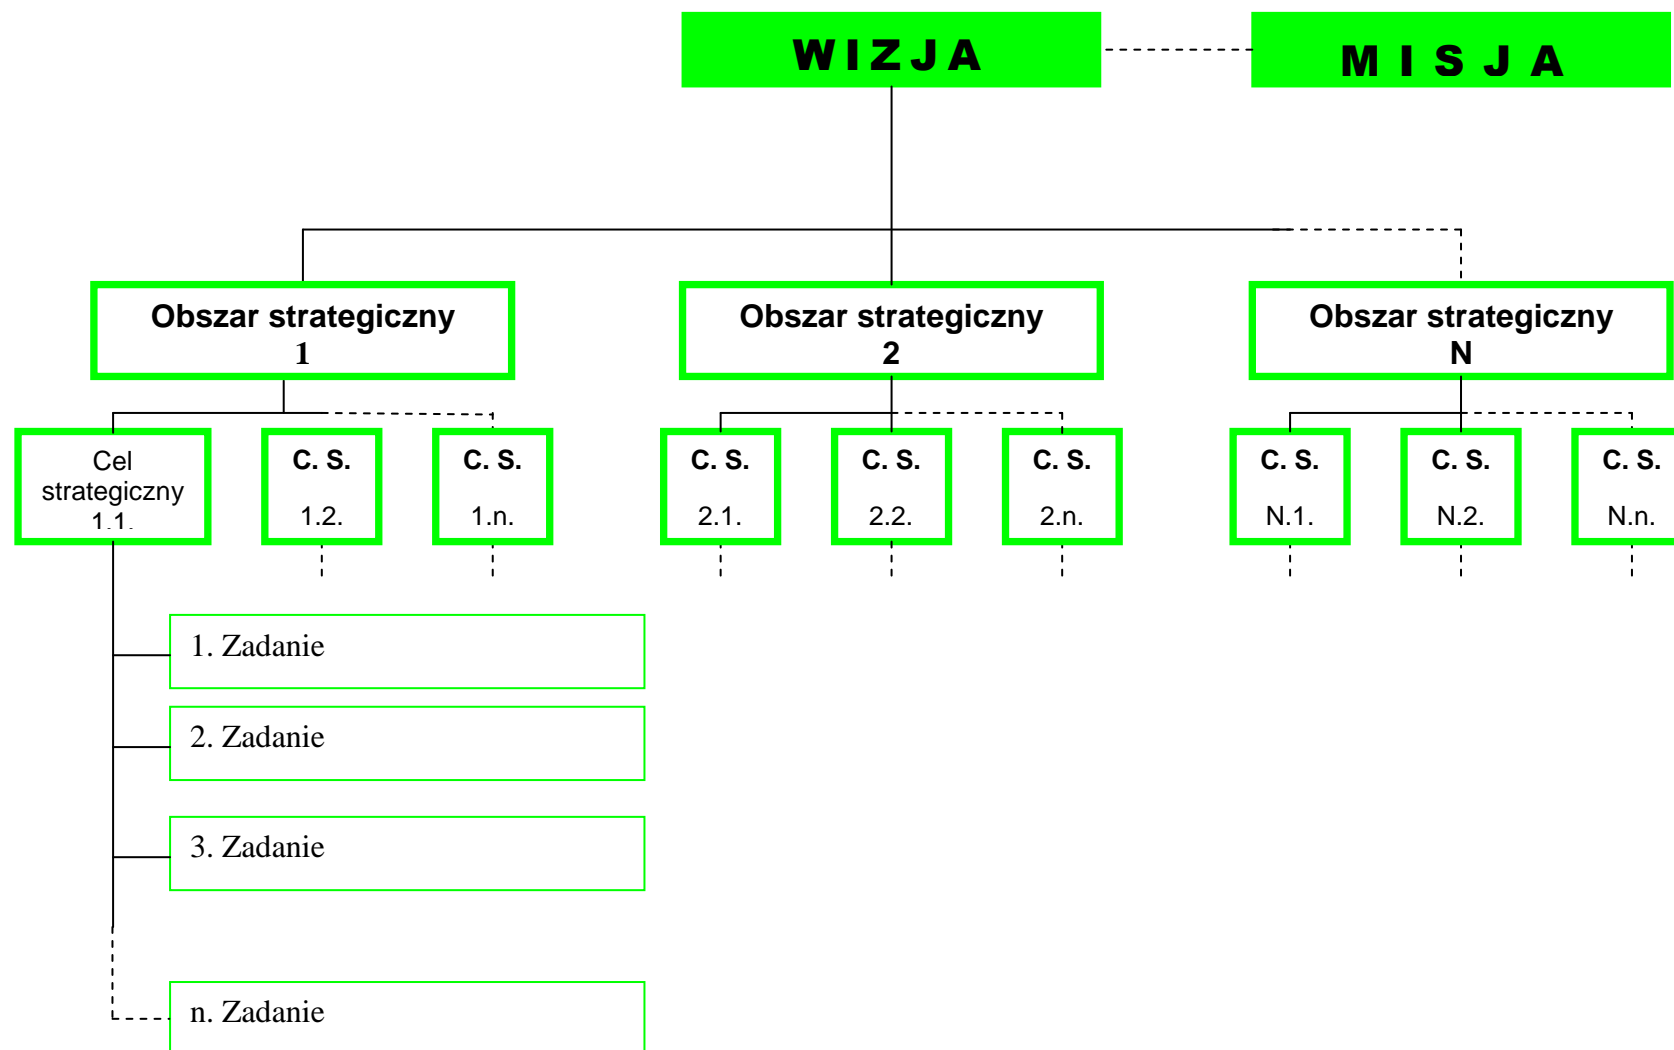 WIZJA
MISJA
Obszar strategiczny
1
Obszar strategiczny
2
Obszar strategiczny
N
Cel
strategiczny
1.1.
C. S.
1.2.
C. S.
1.n.
C. S.
2.1.
C. S.
2.2.
C. S.
2.n.
C. S.
N.1.
C. S.
N.2.
C. S.
N.n.
1. Zadanie
2. Zadanie
3. Zadanie
n. Zadanie